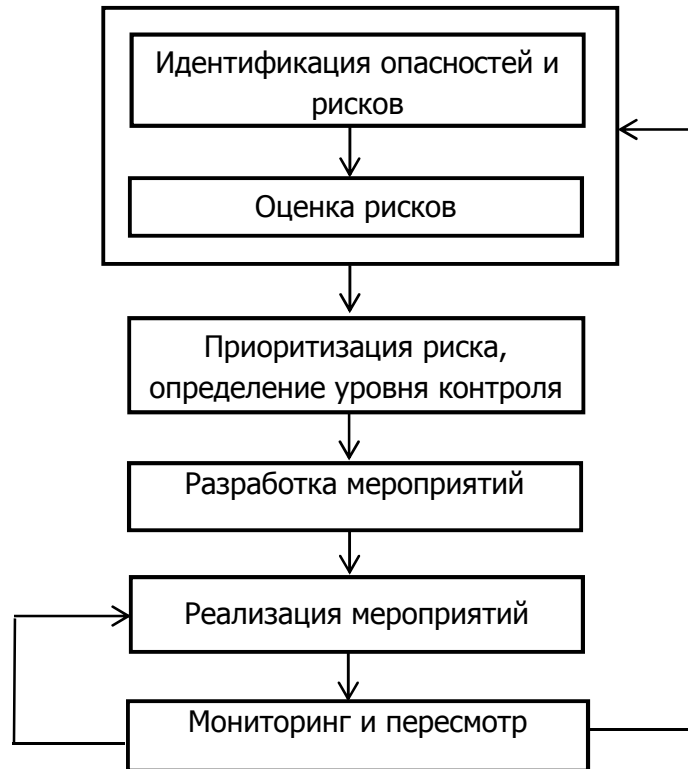 Идентификация опасностей и
рисков
Оценка рисков
Приоритизация риска,
определение уровня контроля
Разработка мероприятий
Реализация мероприятий
Мониторинг и пересмотр